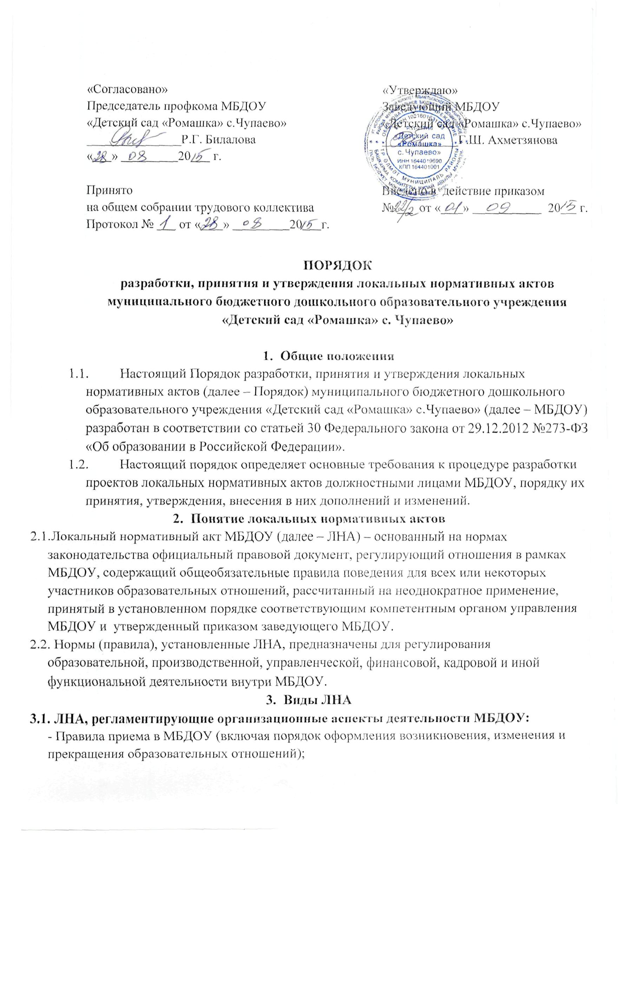 «Согласовано»
Председатель профкома МБДОУ
«Детский сад «Ромашка» с.Чупаево»
Р.Г. Билалова
«28» 08 2015 г.
Принято
на общем собрании трудового коллектива
Протокол № 1 от «28» 08 2015г.
«Утверждаю»
Заведующий МБДОУ
«Детский сад «Ромашка» с.Чупаево»
Г.Ш. Ахметзянова
«Детский сад
«Ромашка»
с. Чупаево»
ИНН 1644019690
КПП 164401001
Введено в действие приказом
№22/2 от «01» 09 2015 г.
ПОРЯДОК
разработки, принятия и утверждения локальных нормативных актов
муниципального бюджетного дошкольного образовательного учреждения
«Детский сад «Ромашка» с. Чупаево»
1. Общие положения
1.1. Настоящий Порядок разработки, принятия и утверждения локальных
нормативных актов (далее – Порядок) муниципального бюджетного дошкольного
образовательного учреждения «Детский сад «Ромашка» с.Чупаево» (далее – МБДОУ)
разработан в соответствии со статьей 30 Федерального закона от 29.12.2012 №273-ФЗ
«Об образовании в Российской Федерации».
1.2. Настоящий порядок определяет основные требования к процедуре разработки
проектов локальных нормативных актов должностными лицами МБДОУ, порядку их
принятия, утверждения, внесения в них дополнений и изменений.
2. Понятие локальных нормативных актов
2.1.Локальный нормативный акт МБДОУ (далее – ЛНА) – основанный на нормах
законодательства официальный правовой документ, регулирующий отношения в рамках
МБДОУ, содержащий общеобязательные правила поведения для всех или некоторых
участников образовательных отношений, рассчитанный на неоднократное применение,
принятый в установленном порядке соответствующим компетентным органом управления
МБДОУ и утвержденный приказом заведующего МБДОУ.
2.2. Нормы (правила), установленные ЛНА, предназначены для регулирования
образовательной, производственной, управленческой, финансовой, кадровой и иной
функциональной деятельности внутри МБДОУ.
3. Виды ЛНА
3.1. ЛНА, регламентирующие организационные аспекты деятельности МБДОУ:
- Правила приема в МБДОУ (включая порядок оформления возникновения, изменения и
прекращения образовательных отношений);